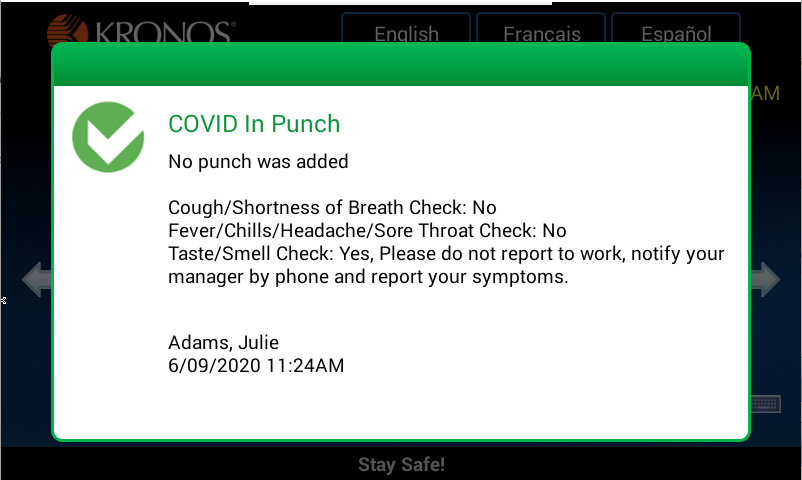 KRONOS®
English
Français
Español
AM
COVID In Punch
No punch was added
Cough/Shortness of Breath Check: No
Fever/Chills/Headache/Sore Throat Check: No
Taste/Smell Check: Yes, Please do not report to work, notify your
manager by phone and report your symptoms.
Adams, Julie
6/09/2020 11:24AM
Stay Safe!